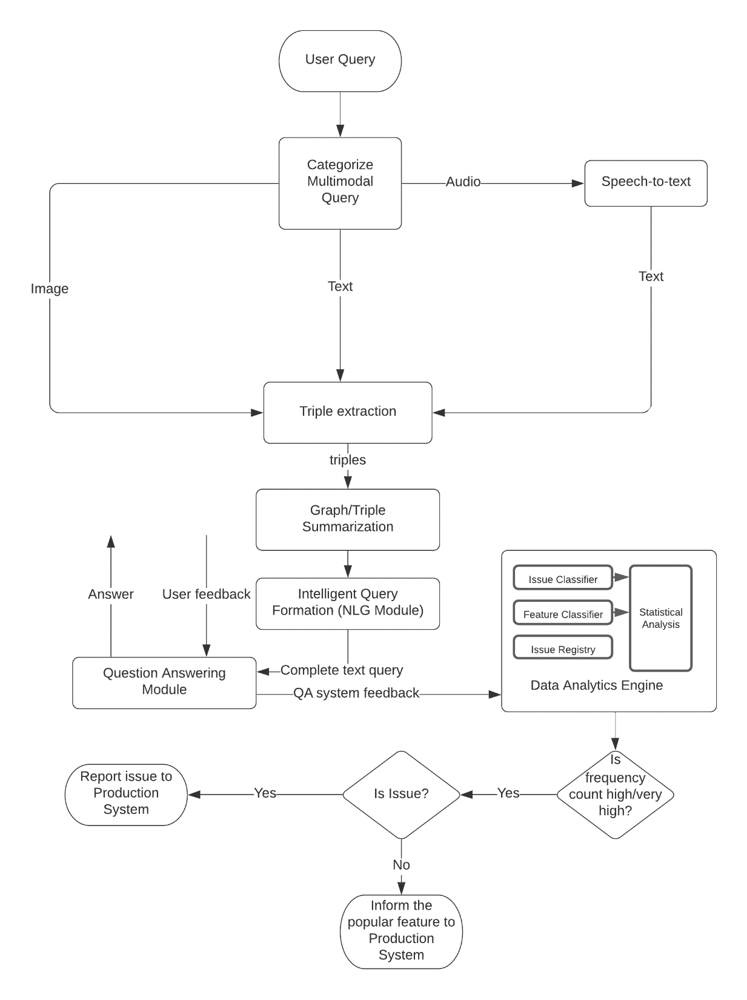 User Query
Categorize
Multimodal
Query
Audio
Speech-to-text
Image
Text
Text
Triple extraction
triples
Graph/Triple
Summarization
Answer
User feedback
Intelligent Query
Formation (NLG Module)
Issue Classifier
Feature Classifier
Issue Registry
Statistical
Analysis
Data Analytics Engine
Complete text query
Question Answering
Module
QA system feedback
Is
frequency
count high/very
high?
Yes
Is Issue?
Yes
Report issue to
Production
System
No
Inform the
popular feature to
Production
System